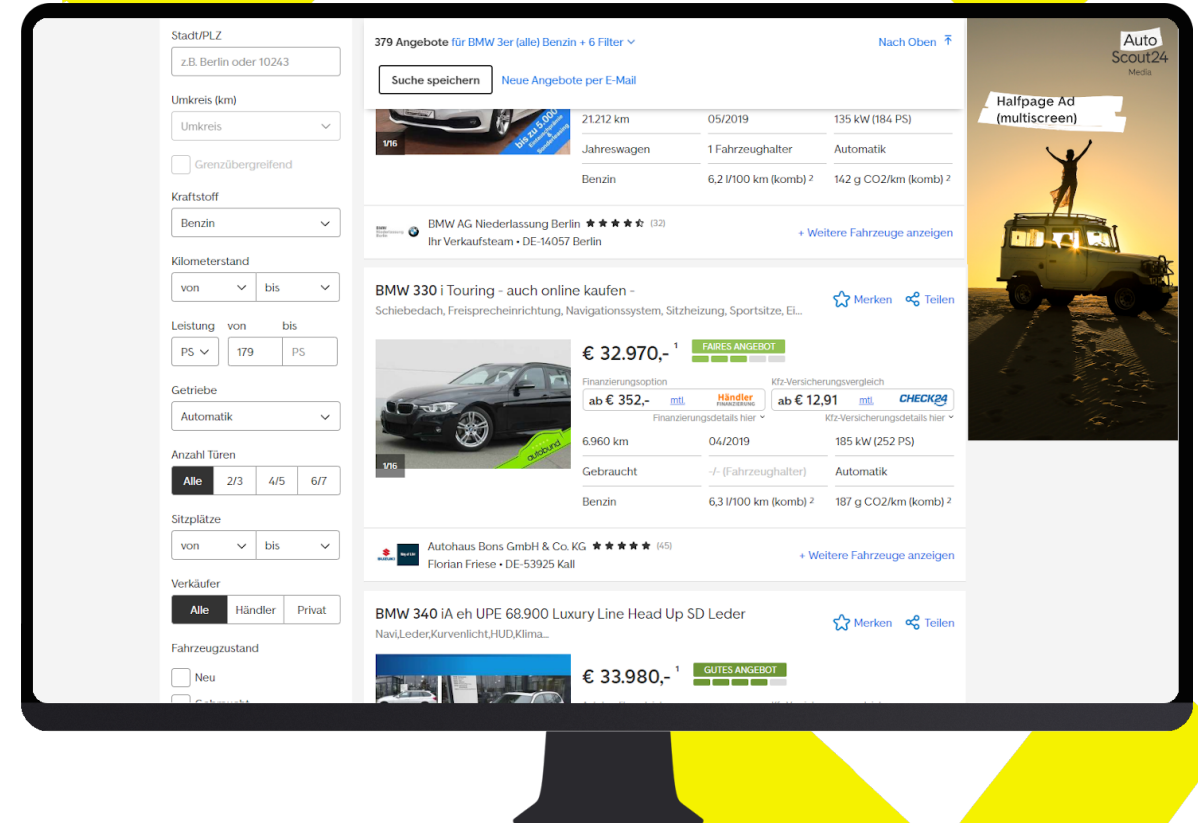 Stadt/PLZ
z.B. Berlin oder 10243
Umkreis (km)
Umkreis
Grenzübergreifend
Kraftstoff
Benzin
Kilometerstand
von bis
Leistung von bis
PS 179 PS
Getriebe
Automatik
Anzahl Türen
Alle 2/3 4/5 6/7
Sitzplätze
von bis
Verkäufer
Alle Händler Privat
Fahrzeugzustand
Neu
379 Angebote für BMW 3er (alle) Benzin + 6 Filter
Nach Oben
Suche speichern Neue Angebote per E-Mail
bis zu 5.000
1/16
21.212 km 05/2019 135 kW (184 PS)
Jahreswagen 1 Fahrzeughalter Automatik
Benzin 6,2 l/100 km (komb) 2 142 g CO2/km (komb) 2
BMW AG Niederlassung Berlin (32)
Ihr Verkaufsteam • DE-14057 Berlin
+ Weitere Fahrzeuge anzeigen
BMW 330 i Touring - auch online kaufen -
Schiebedach, Freisprecheinrichtung, Navigationssystem, Sitzheizung, Sportsitze, Ei...
Merken Teilen
autobund
1/16
€ 32.970,- 1 FAIRES ANGEBOT
Finanzierungsoption Kfz-Versicherungsvergleich
ab € 352,- mtl. Händler FINANZIERUNG ab € 12,91 mtl. CHECK24
Finanzierungsdetails hier Kfz-Versicherungsdetails hier
6.960 km 04/2019 185 kW (252 PS)
Gebraucht -/- (Fahrzeughalter) Automatik
Benzin 6,3 l/100 km (komb) 2 187 g CO2/km (komb) 2
Autohaus Bons GmbH & Co. KG (45)
Florian Friese • DE-53925 Kall
+ Weitere Fahrzeuge anzeigen
BMW 340 iA eh UPE 68.900 Luxury Line Head Up SD Leder
Navi,Leder,Kurvenlicht,HUD,Klima...
Merken Teilen
€ 33.980,- 1 GUTES ANGEBOT
Auto
Scout24
Media
Halfpage Ad
(multiscreen)